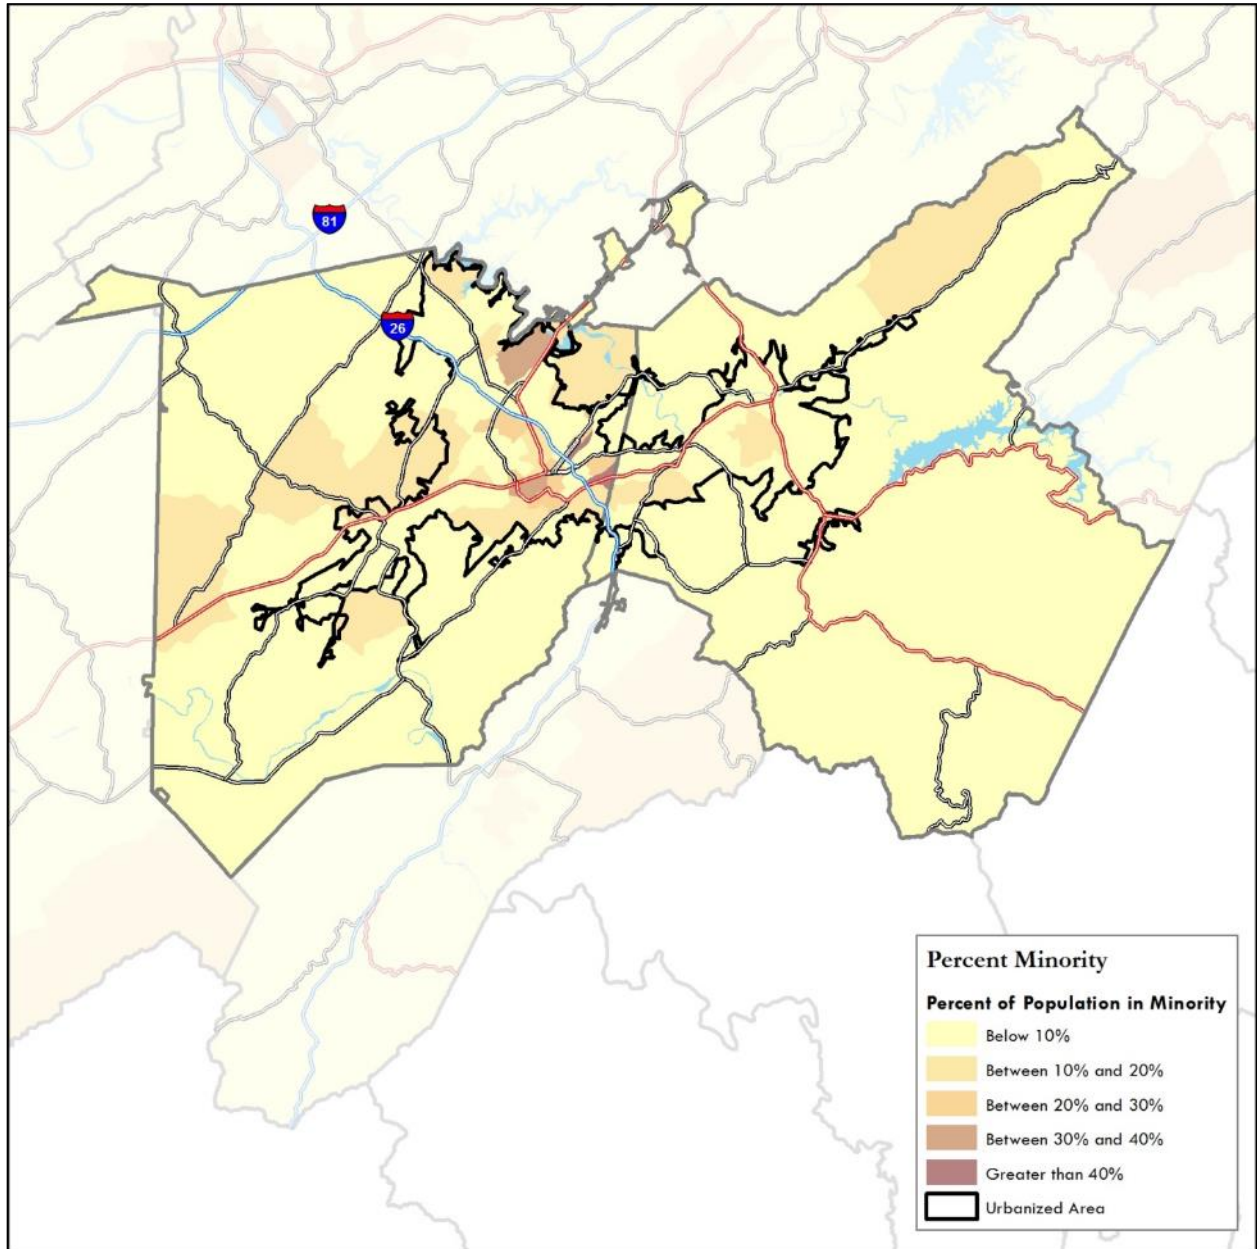 81
26
Percent Minority
Percent of Population in Minority
Below 10%
Between 10% and 20%
Between 20% and 30%
Between 30% and 40%
Greater than 40%
Urbanized Area